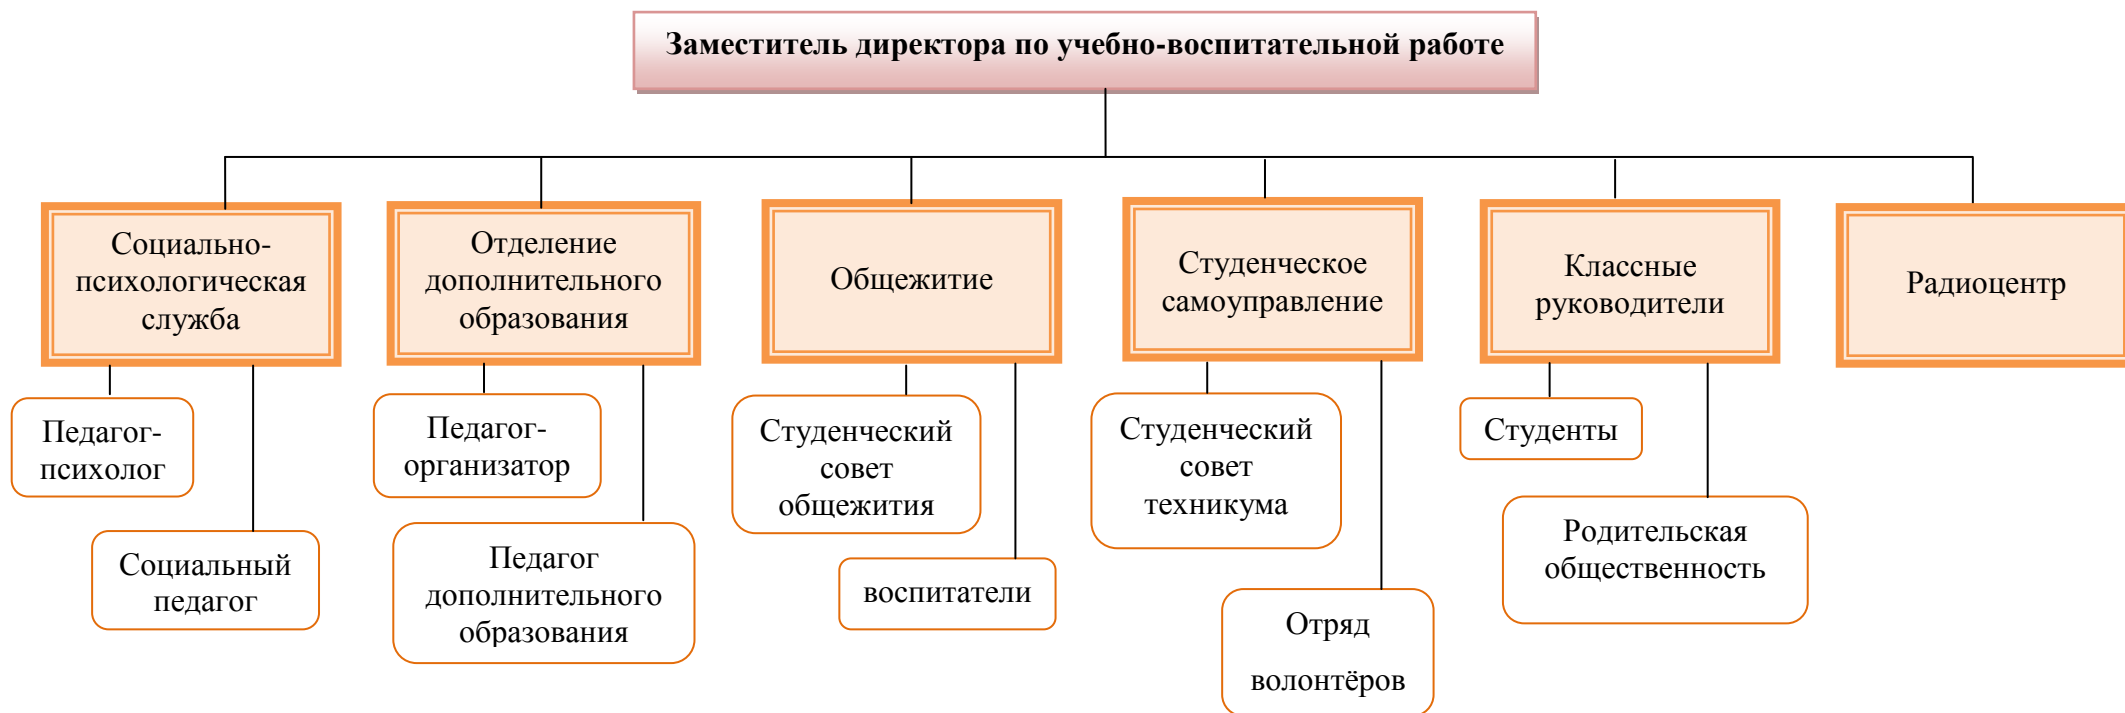 Заместитель директора по учебно-воспитательной работе
Социально-
психологическая
служба
Отделение
дополнительного
образования
Общежитие
Студенческое
самоуправление
Классные
руководители
Радиоцентр
Педагог-
психолог
Социальный
педагог
Педагог-
организатор
Педагог
дополнительного
образования
Студенческий
совет
общежития
воспитатели
Студенческий
совет
техникума
Отряд
волонтёров
Студенты
Родительская
общественность